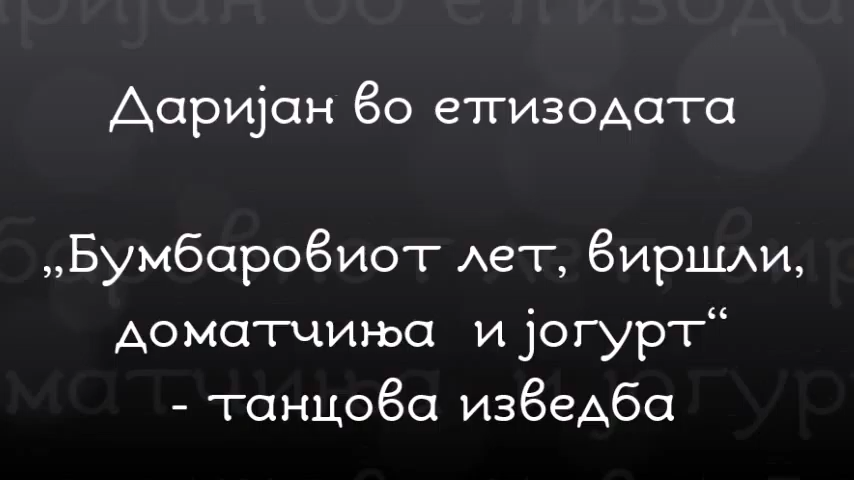 Даријан во епизодата
„Бумбаровиот лет, виршли,
доматчиња и јогурт“
- танцова изведба